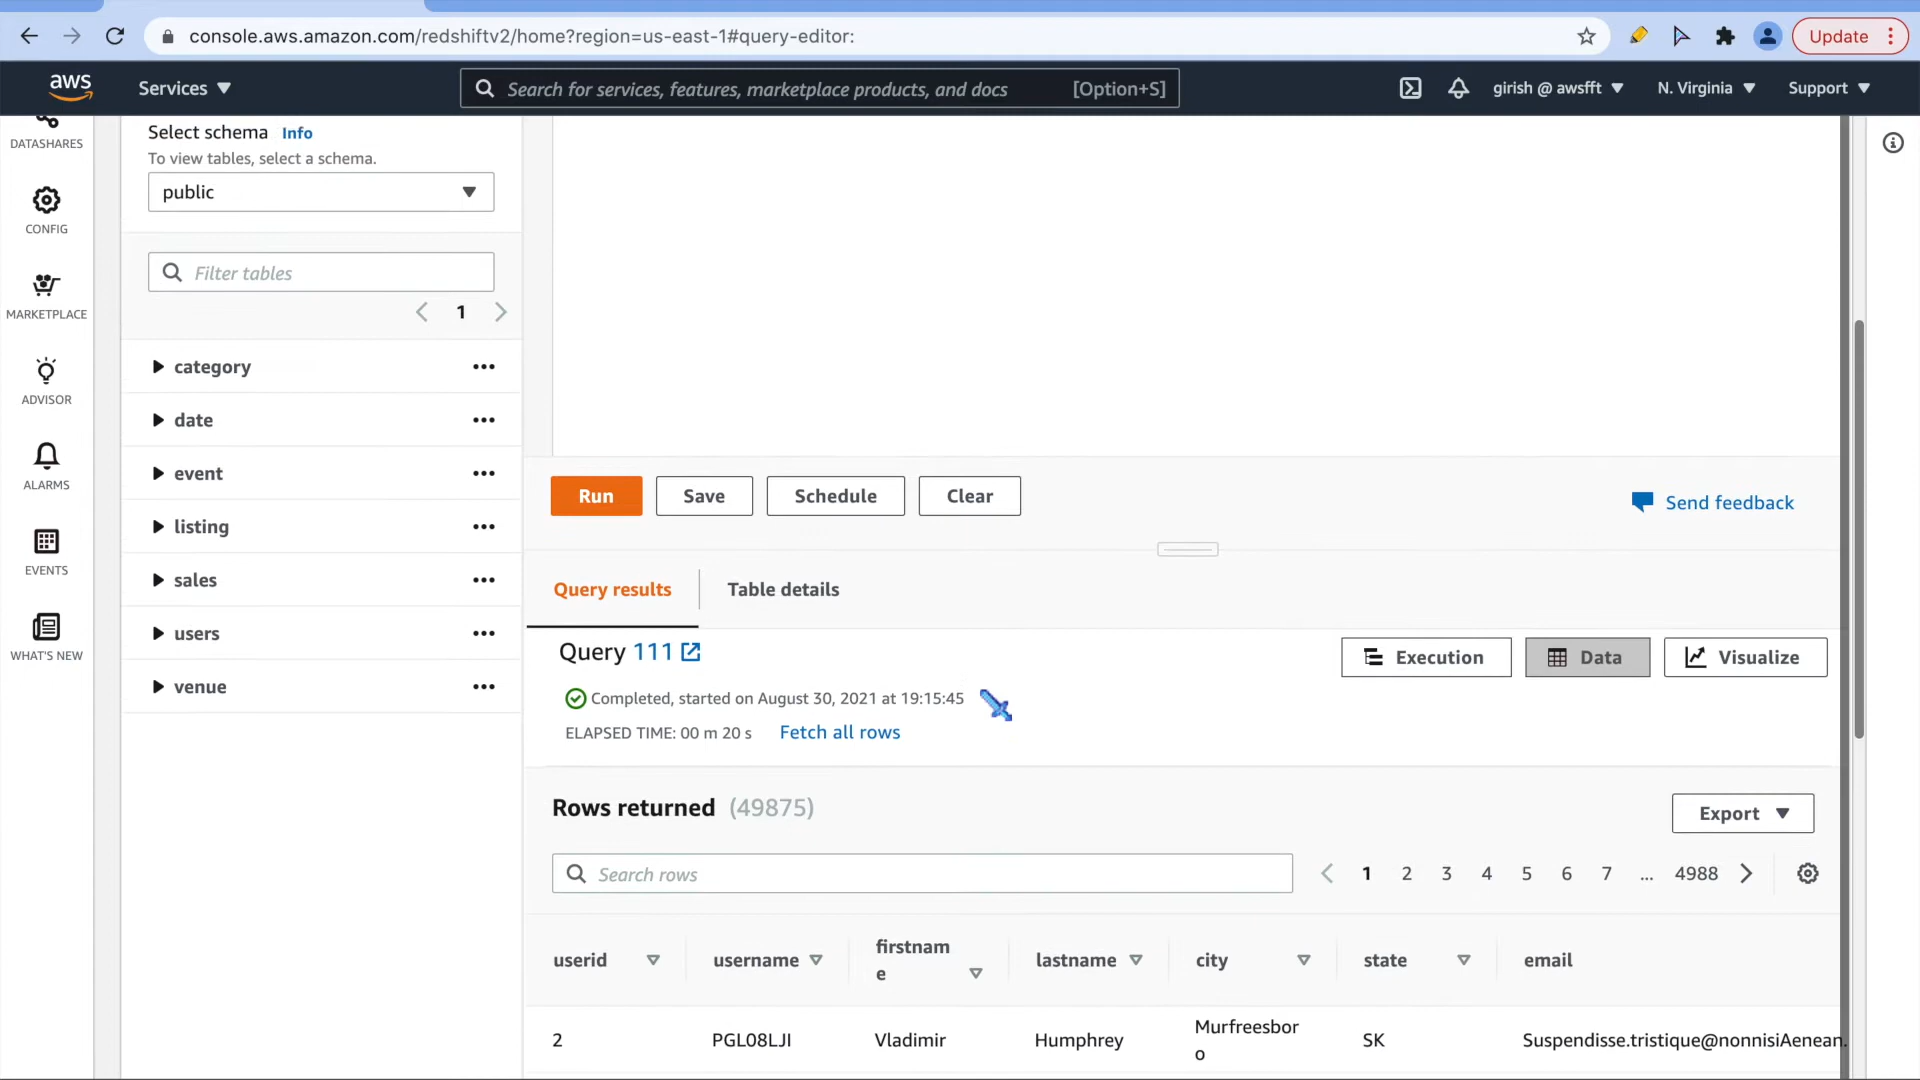 console.aws.amazon.com/redshiftv2/home?region=us-east-1#query-editor:
Update
aws
Services
Search for services, features, marketplace products, and docs
[Option+S]
girish @ awsfft
N. Virginia
Support
DATASHARES
CONFIG
MARKETPLACE
ADVISOR
ALARMS
EVENTS
WHAT'S NEW
Select schema Info
To view tables, select a schema.
public
Filter tables
1
category
date
event
listing
sales
users
venue
Run
Save
Schedule
Clear
Send feedback
Query results
Table details
Query 111
Execution
Data
Visualize
Completed, started on August 30, 2021 at 19:15:45
ELAPSED TIME: 00 m 20 s
Fetch all rows
Rows returned (49875)
Export
Search rows
1 2 3 4 5 6 7 ... 4988
userid
username
firstnam
e
lastname
city
state
email
2
PGL08LJI
Vladimir
Humphrey
Murfreesbor
o
SK
Suspendisse.tristique@nonnisiAenean.